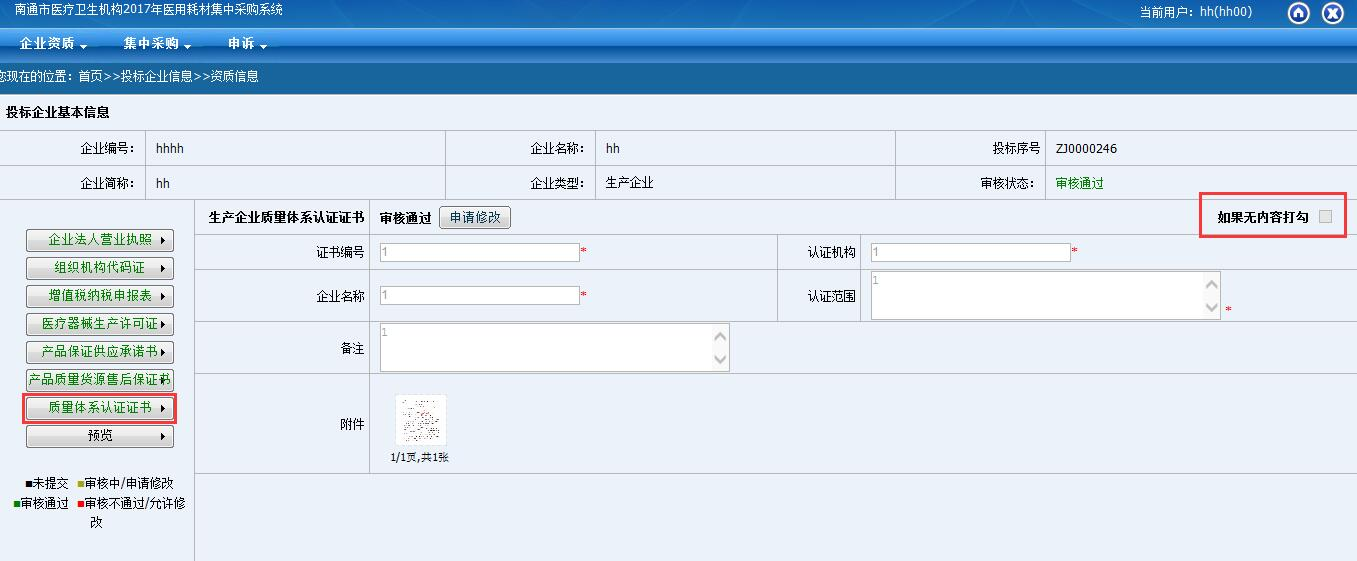 南通市医疗卫生机构2017年医用耗材集中采购系统
当前用户：hh(hh00)
企业资质 集中采购 申诉
您现在的位置：首页>>投标企业信息>>资质信息
投标企业基本信息
企业编号： hhhh 企业名称： hh 投标序号 ZJ0000246
企业简称： hh 企业类型： 生产企业 审核状态： 审核通过
企业法人营业执照
组织机构代码证
增值税纳税申报表
医疗器械生产许可证
产品保证供应承诺书
产品质量货源售后保证书
质量体系认证证书
预览
■未提交 ■审核中/申请修改
■审核通过 ■审核不通过/允许修
改
生产企业质量体系认证证书 审核通过 申请修改 如果无内容打勾
证书编号 1 * 认证机构 1 *
企业名称 1 * 认证范围 1 *
备注 1
附件
1/1页,共1张